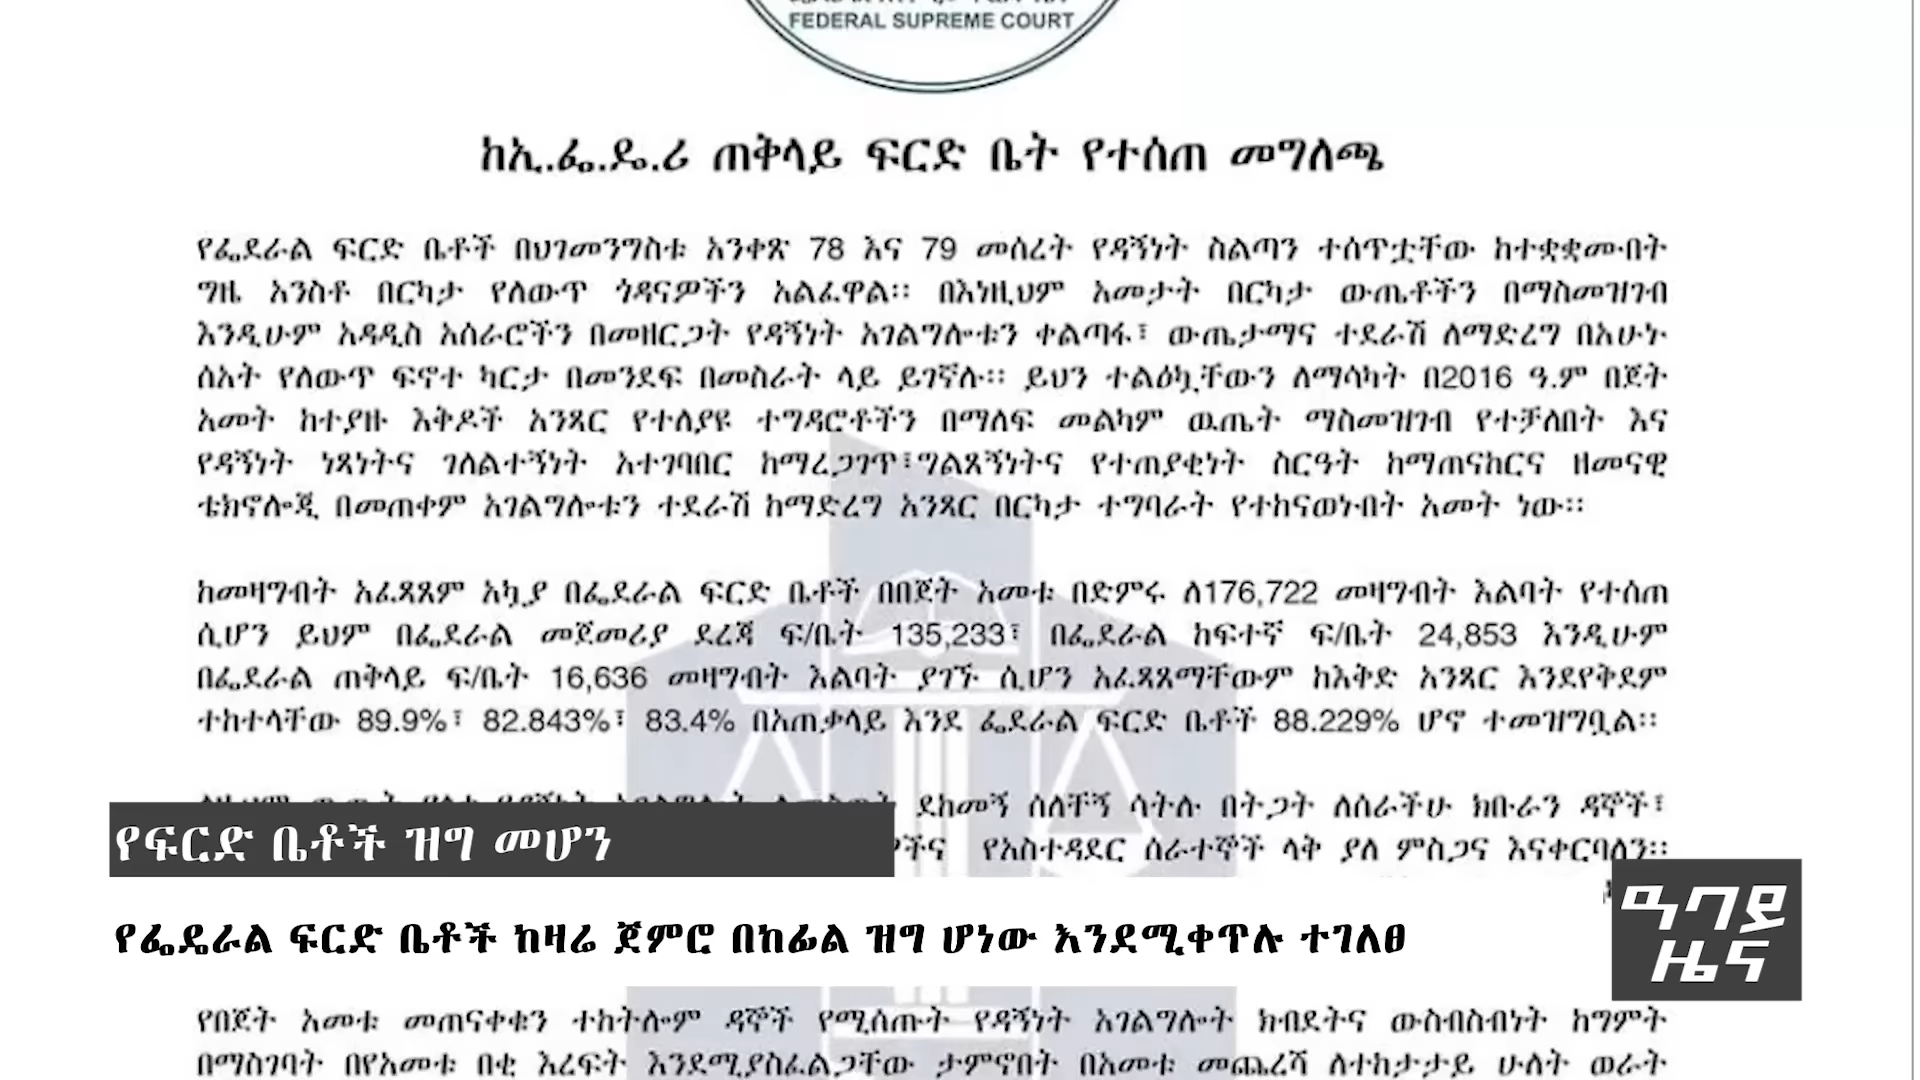 FEDERAL SUPREME COURT
ከኢ.ፌ.ዴ.ሪ ጠቅላይ ፍርድ ቤት የተሰጠ መግለጫ
የፌደራል ፍርድ ቤቶች በህገመንግስቱ አንቀጽ 78 እና 79 መሰረት የዳኝነት ስልጣን ተሰጥቷቸው ከተቋቋሙበት
ግዜ አንስቶ በርካታ የለውጥ ጎዳናዎችን አልፈዋል፡፡ በእነዚህም አመታት በርካታ ውጤቶችን በማስመዝገብ
እንዲሁም አዳዲስ አሰራሮችን በመዘርጋት የዳኝነት አገልግሎቱን ቀልጣፋ፣ ውጤታማና ተደራሽ ለማድረግ በአሁኑ
ሰአት የለውጥ ፍኖተ ካርታ በመንደፍ በመስራት ላይ ይገኛሉ፡፡ ይህን ተልዕኳቸውን ለማሳካት በ2016 ዓ.ም በጀት
አመት ከተያዙ እቅዶች አንጻር የተለያዩ ተግዳሮቶችን በማለፍ መልካም ዉጤት ማስመዝገብ የተቻለበት እና
የዳኝነት ነጻነትና ገለልተኝነት አተገባበር ከማረጋገጥ፣ግልጸኝነትና የተጠያቂነት ስርዓት ከማጠናከርና ዘመናዊ
ቴክኖሎጂ በመጠቀም አገልግሎቱን ተደራሽ ከማድረግ አንጻር በርካታ ተግባራት የተከናወኑበት አመት ነው፡፡
ከመዛግብት አፈጻጸም አኳያ በፌደራል ፍርድ ቤቶች በበጀት አመቱ በድምሩ ለ176,722 መዛግብት እልባት የተሰጠ
ሲሆን ይህም በፌደራል መጀመሪያ ደረጃ ፍ/ቤት 135,233፣ በፌደራል ከፍተኛ ፍ/ቤት 24,853 እንዲሁም
በፌደራል ጠቅላይ ፍ/ቤት 16,636 መዛግብት እልባት ያገኙ ሲሆን አፈጻጸማቸውም ከእቅድ አንጻር እንደየቅደም
ተከተላቸው 89.9%፣ 82.843%፣ 83.4% በአጠቃላይ እንደ ፌደራል ፍርድ ቤቶች 88.229% ሆኖ ተመዝግቧል፡፡
ደከመኝ ሰለቸኝ ሳትሉ በትጋት ለሰራችሁ ክቡራን ዳኞች፣
የፍርድ ቤቶች ዝግ መሆን
የአስተዳደር ሰራተኞች ላቅ ያለ ምስጋና እናቀርባለን፡፡
የፌዴራል ፍርድ ቤቶች ከዛሬ ጀምሮ በከፊል ዝግ ሆነው እንደሚቀጥሉ ተገለፀ
ዓባይ
ዜና
የበጀት አመቱ መጠናቀቁን ተከትሎም ዳኞች የሚሰጡት የዳኝነት አገልግሎት ክብደትና ውስብስብነት ከግምት
በማስገባት በየአመቱ በቂ እረፍት እንደሚያስፈልጋቸው ታምኖበት በአመቱ መጨረሻ ለተከታታይ ሁለት ወራት